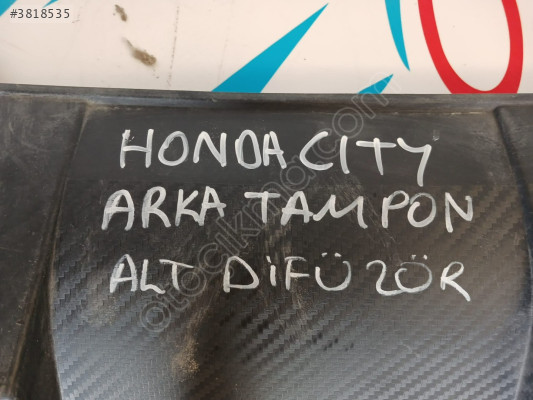 #3818535
HONDA CITY
ARKA TAMPON
ALT DİFÜZÖR